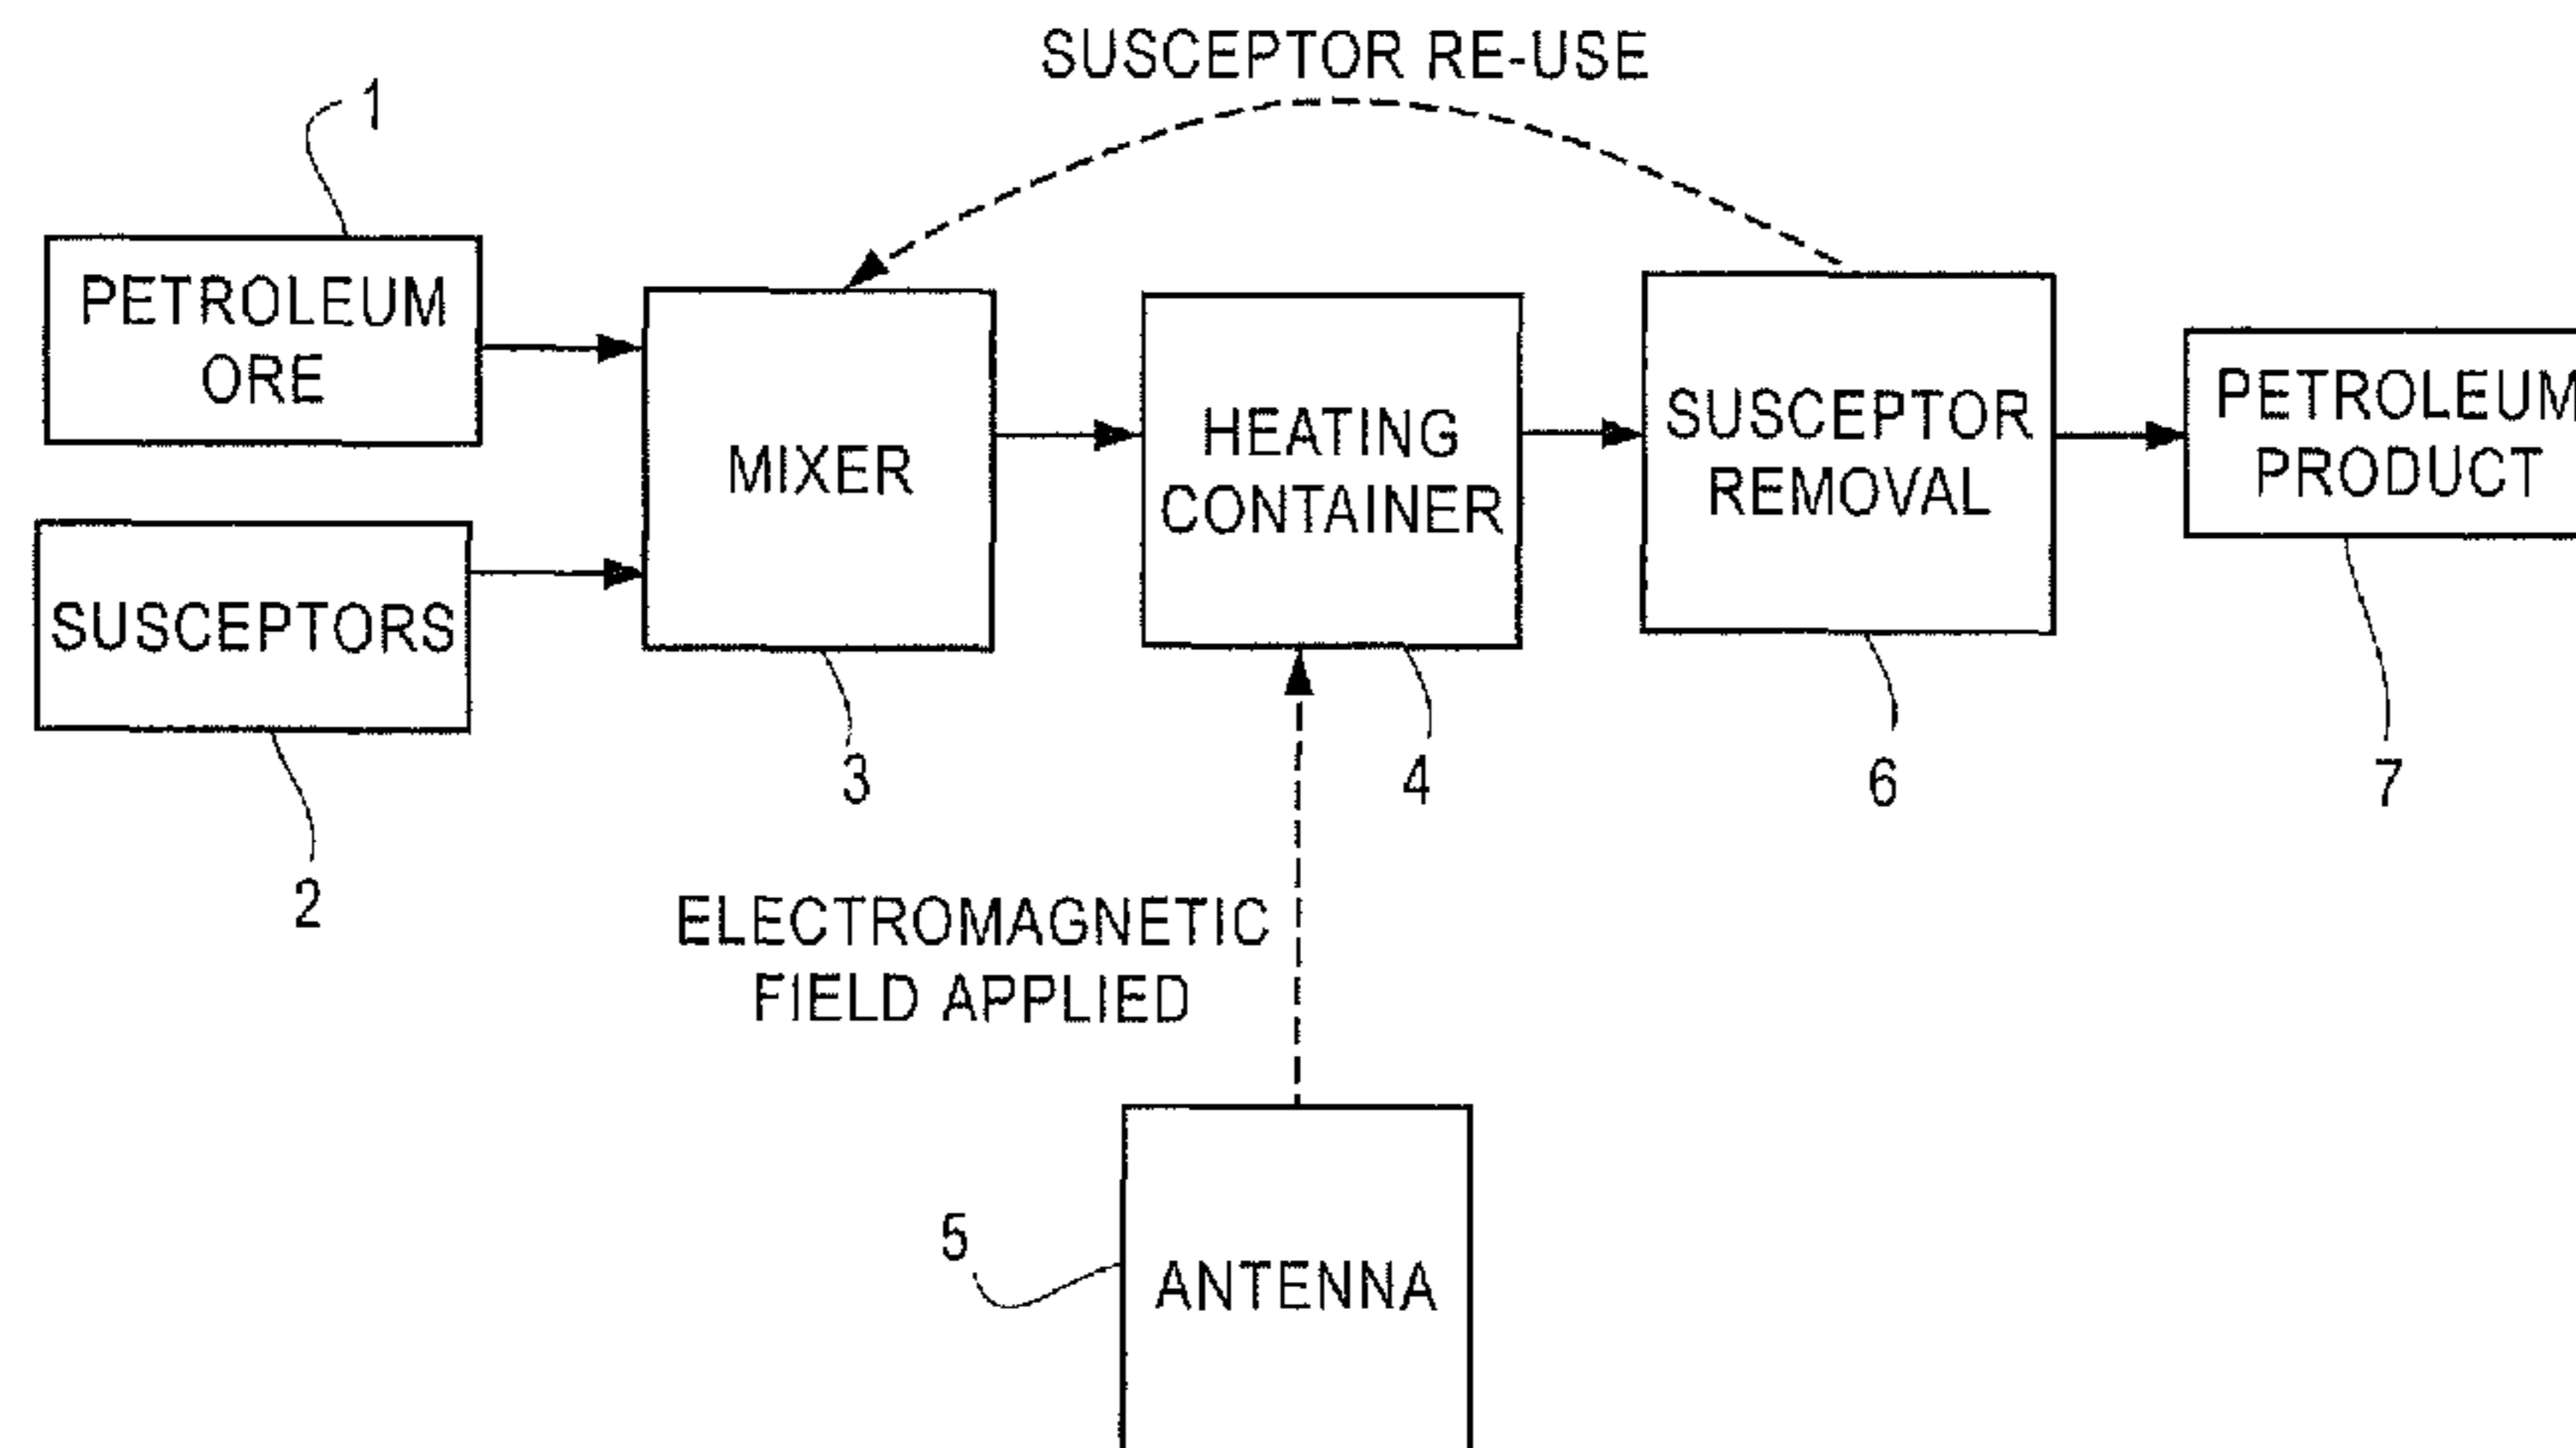 SUSCEPTOR RE-USE
1
PETROLEUM
ORE
SUSCEPTORS
2
MIXER
3
HEATING
CONTAINER
4
SUSCEPTOR
REMOVAL
6
PETROLEUM
PRODUCT
7
ELECTROMAGNETIC
FIELD APPLIED
5
ANTENNA